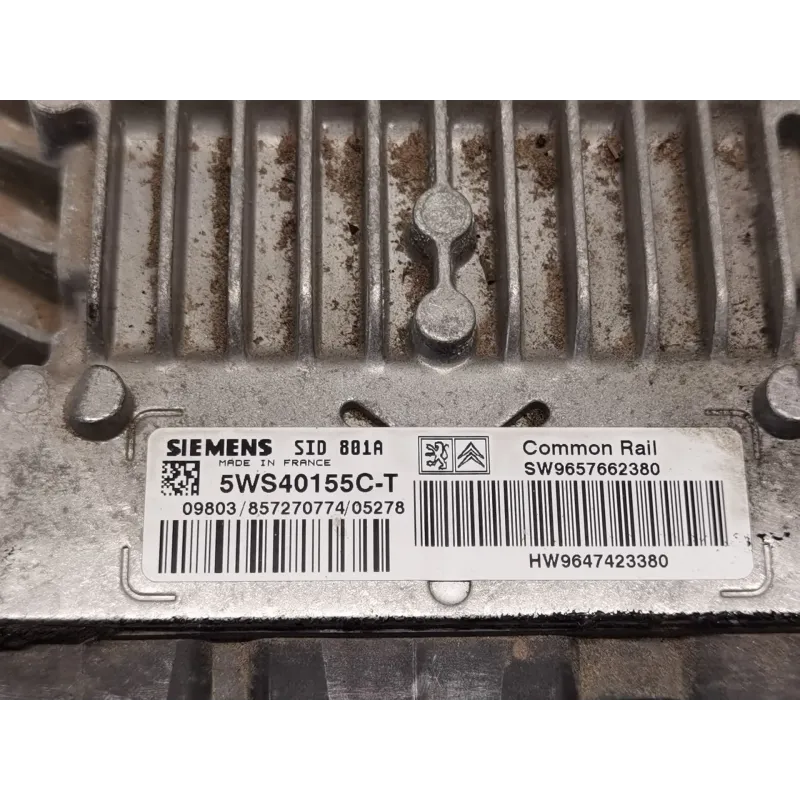 SIEMENS SID 801A
MADE IN FRANCE
5WS40155C-T
09803/857270774/05278
Common Rail
SW9657662380
HW9647423380